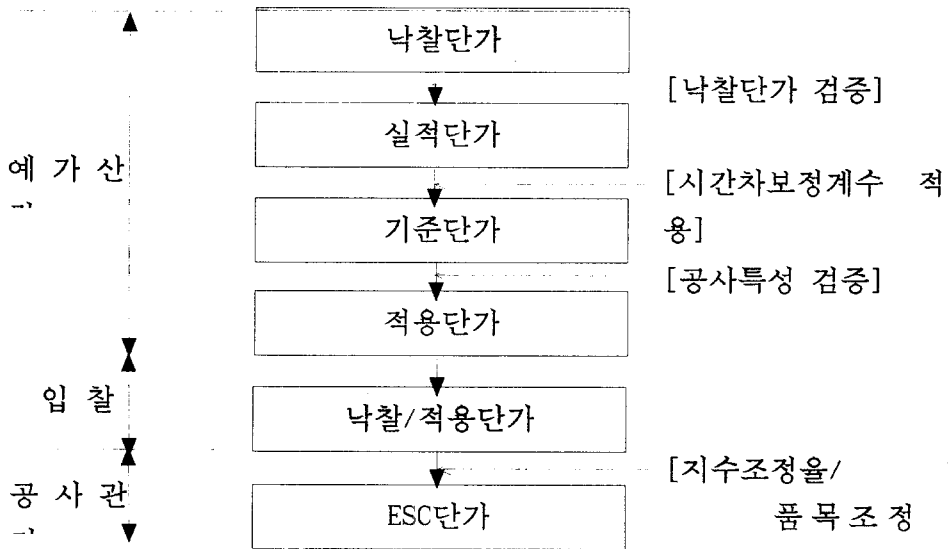 낙찰단가
[낙찰단가 검증]
실적단가
예 가 산
[시간차보정계수 적
용]
기준단가
[공사특성 검증]
적용단가
입 찰
낙찰/적용단가
[지수조정율/
품목조정
공 사 관
ESC단가